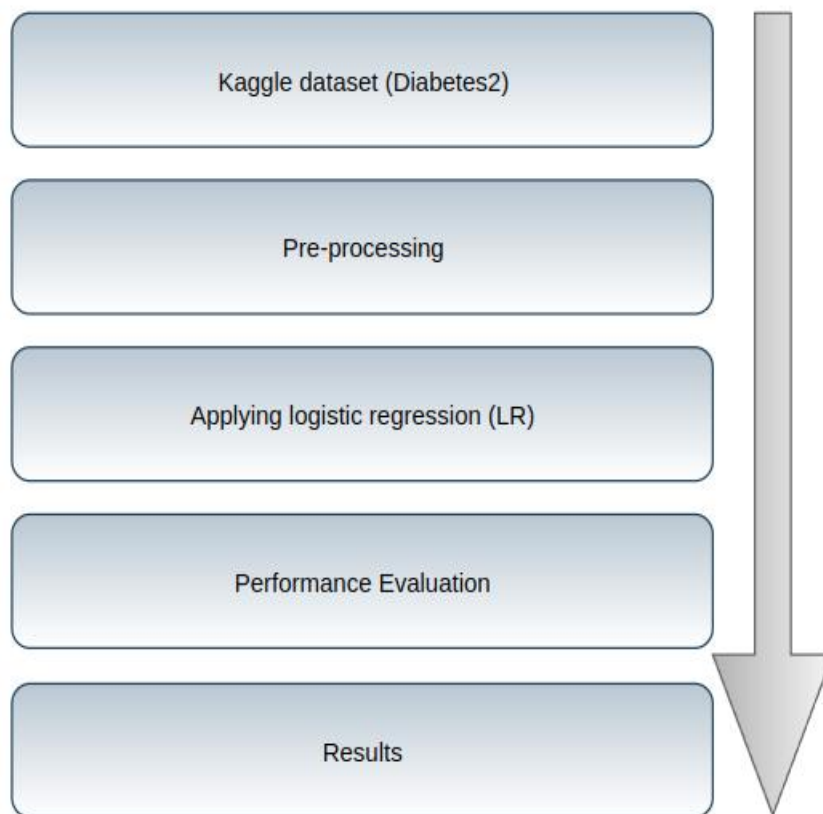 Kaggle dataset (Diabetes2)
Pre-processing
Applying logistic regression (LR)
Performance Evaluation
Results